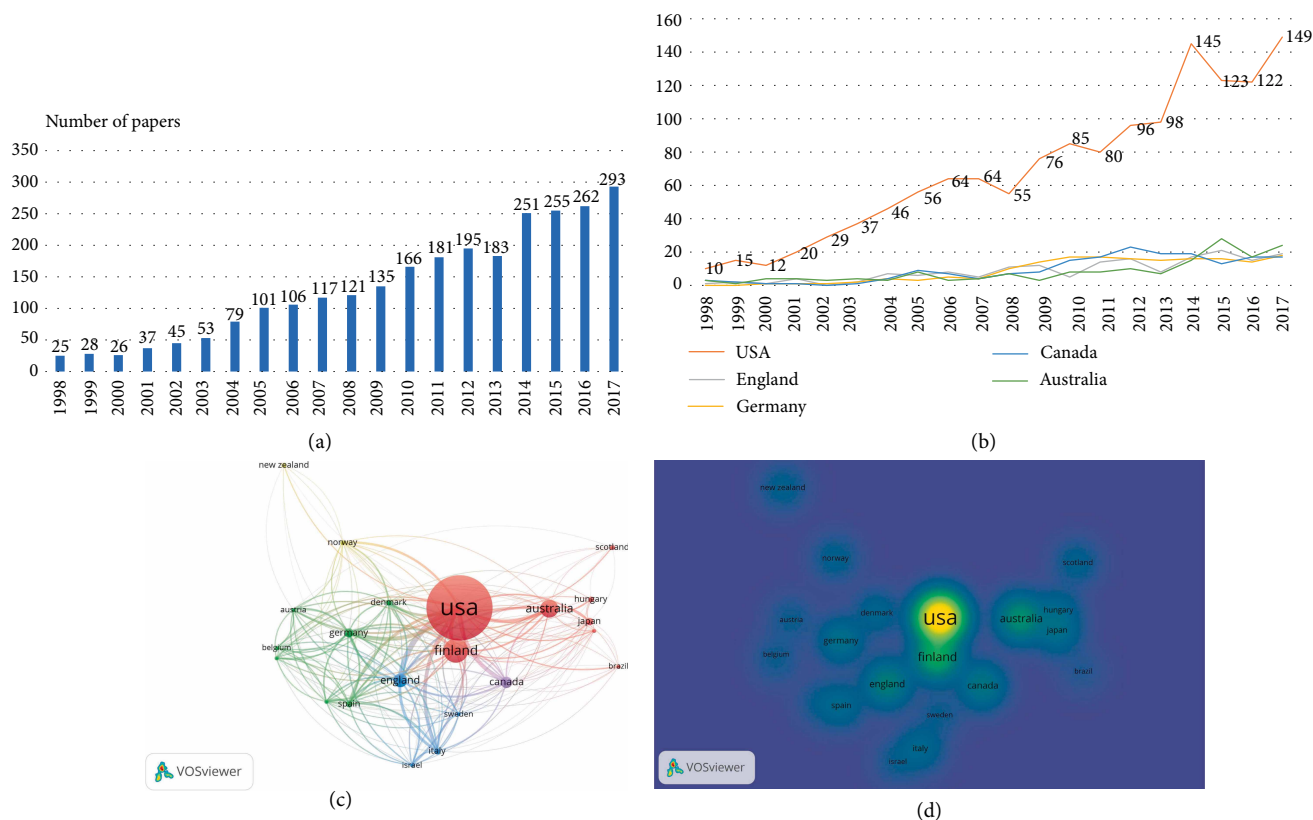 Number of papers
350
300
250
200
150
100
50
0
25 28 26 37 45 53 79 101 106 117 121 135 166 181 195 183 251 255 262 293
1998 1999 2000 2001 2002 2003 2004 2005 2006 2007 2008 2009 2010 2011 2012 2013 2014 2015 2016 2017
(a)
160
140
120
100
80
60
40
20
0
10 15 12 20 29 37 46 56 64 64 55 76 85 80 96 98 145 123 122 149
1998 1999 2000 2001 2002 2003 2004 2005 2006 2007 2008 2009 2010 2011 2012 2013 2014 2015 2016 2017
USA
England
Germany
Canada
Australia
(b)
new zealand
norway
scotland
austria
denmark
usa
australia
hungary
japan
germany
belgium
finland
brazil
england
canada
spain
sweden
italy
israel
VOSviewer
(c)
new zealand
norway
scotland
denmark
austria
usa
australia
hungary
japan
germany
belgium
finland
brazil
england
canada
spain
sweden
italy
israel
VOSviewer
(d)